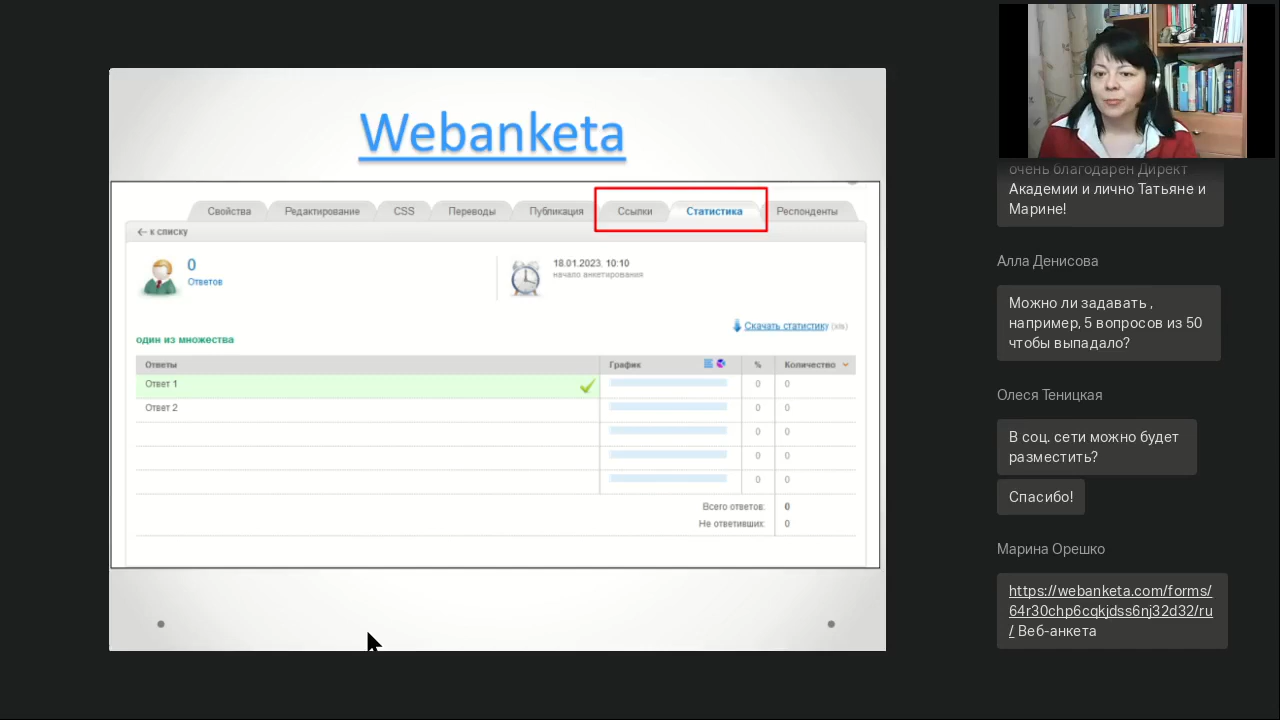 Webanketa
Свойства
Редактирование
CSS
Переводы
Публикация
Ссылки
Статистика
Респонденты
← к списку
0
Ответов
18.01.2023, 10:10
начало анкетирования
Скачать статистику (xls)
один из множества
Ответы График % Количество
Ответ 1 0 0
Ответ 2 0 0
0 0
0 0
0 0
Всего ответов: 0
Не ответивших: 0
очень благодарен Директ
Академии и лично Татьяне и
Марине!
Алла Денисова
Можно ли задавать ,
например, 5 вопросов из 50
чтобы выпадало?
Олеся Теницкая
В соц. сети можно будет
разместить?
Спасибо!
Марина Орешко
https://webanketa.com/forms/
64r30chp6cqkjdss6nj32d32/ru
/ Веб-анкета